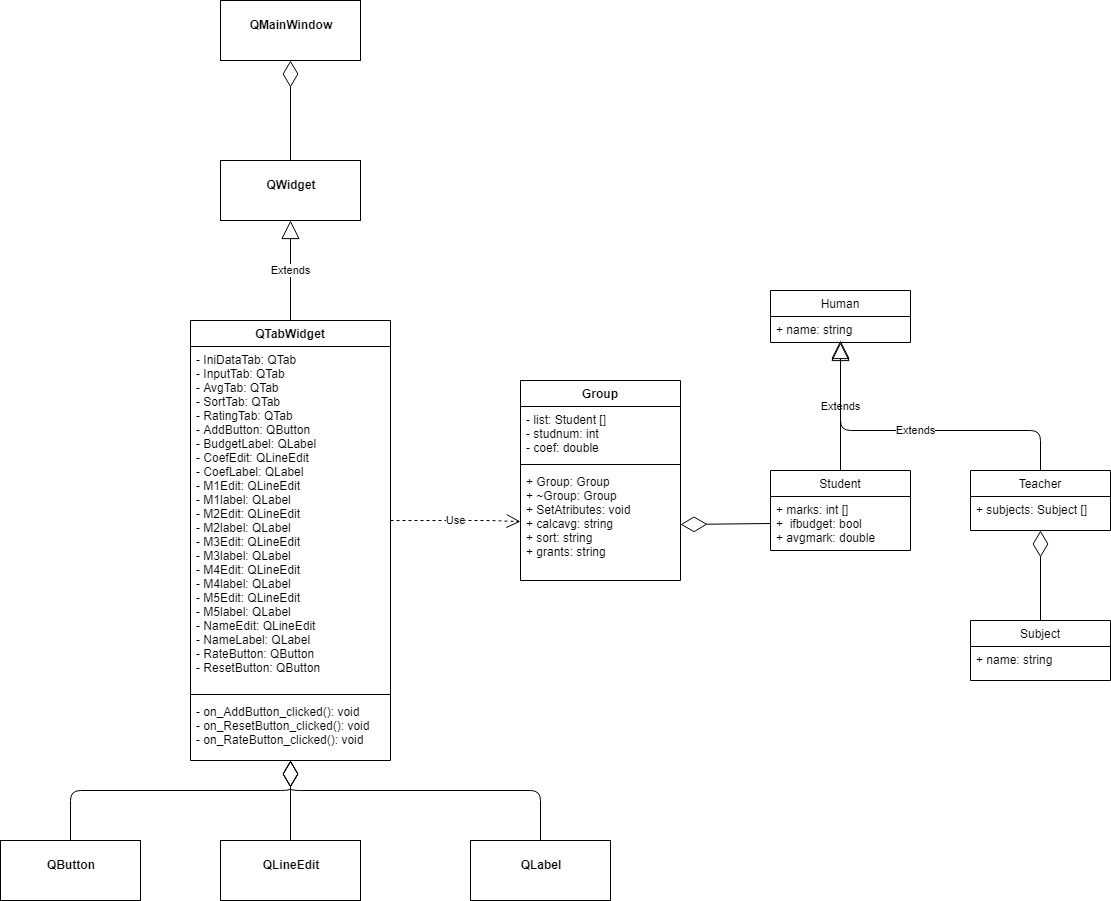 QMainWindow
QWidget
Extends
QTabWidget
- IniDataTab: QTab
- InputTab: QTab
- AvgTab: QTab
- SortTab: QTab
- RatingTab: QTab
- AddButton: QButton
- BudgetLabel: QLabel
- CoefEdit: QLineEdit
- CoefLabel: QLabel
- M1Edit: QLineEdit
- M1label: QLabel
- M2Edit: QLineEdit
- M2label: QLabel
- M3Edit: QLineEdit
- M3label: QLabel
- M4Edit: QLineEdit
- M4label: QLabel
- M5Edit: QLineEdit
- M5label: QLabel
- NameEdit: QLineEdit
- NameLabel: QLabel
- RateButton: QButton
- ResetButton: QButton
- on_AddButton_clicked(): void
- on_ResetButton_clicked(): void
- on_RateButton_clicked(): void
Use
Group
- list: Student []
- studnum: int
- coef: double
+ Group: Group
+ ~Group: Group
+ SetAtributes: void
+ calcavg: string
+ sort: string
+ grants: string
Human
+ name: string
Extends
Extends
Student
+ marks: int []
+ ifbudget: bool
+ avgmark: double
Teacher
+ subjects: Subject []
Subject
+ name: string
QButton
QLineEdit
QLabel